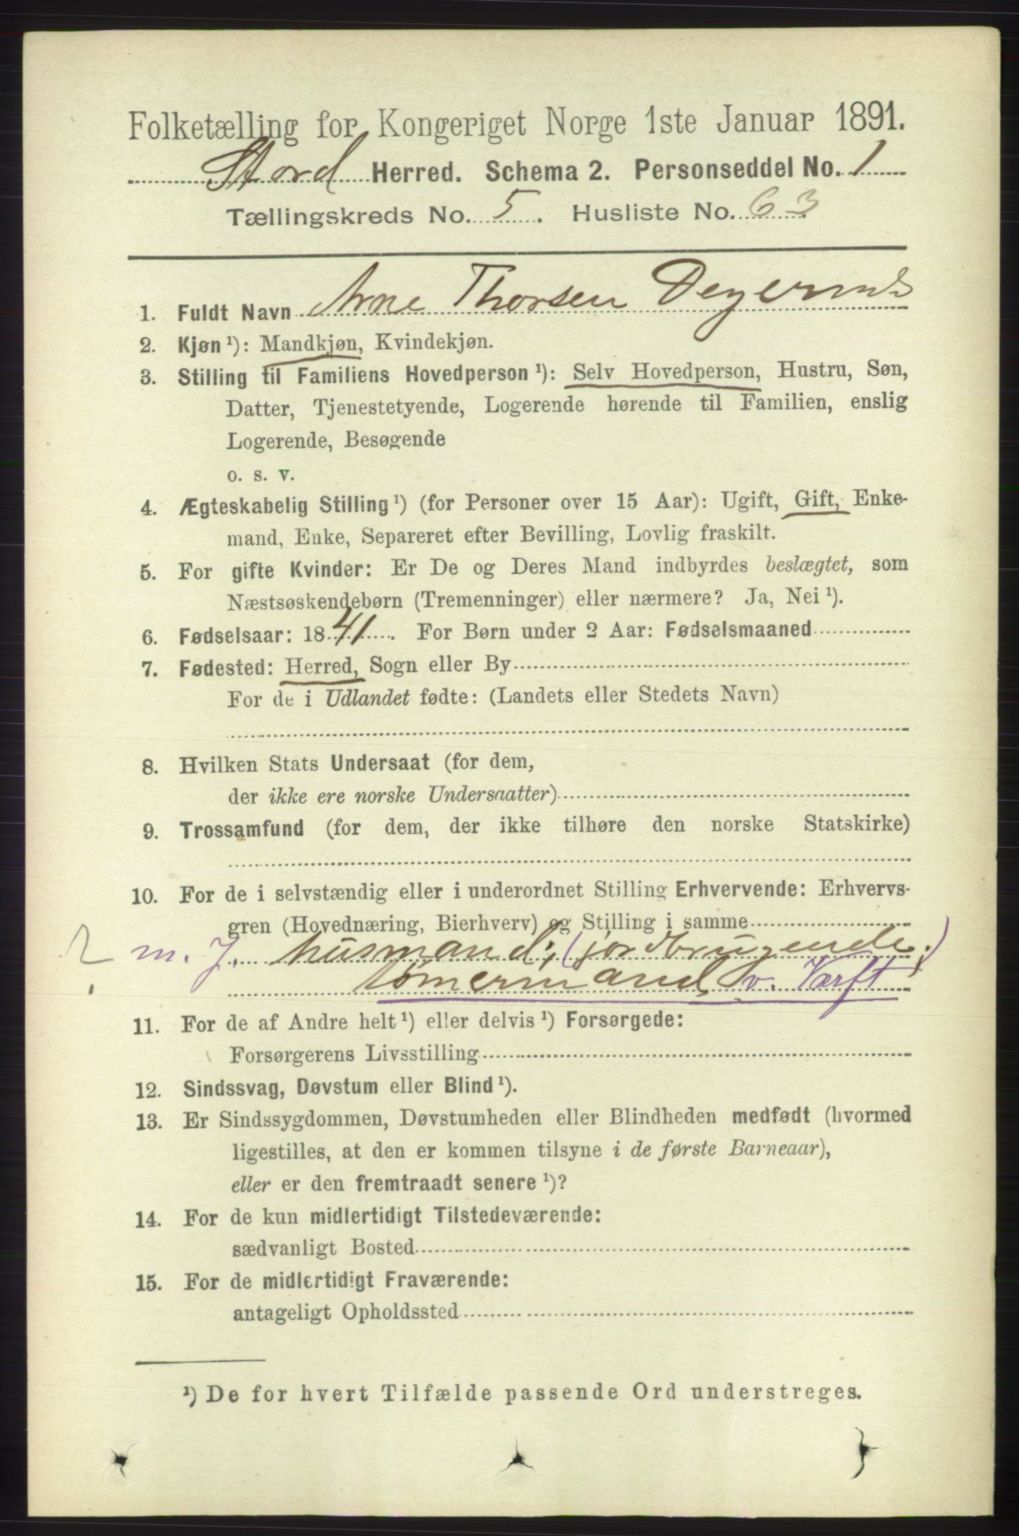 Folketælling for Kongeriget Norge 1ste Januar 1891.
Stord Herred. Schema 2. Personseddel No. 1
Tællingskreds No. 5. Husliste No. 63
1. Fuldt Navn Arne Thorsen
2. Kjøn ¹): Mandkjøn, Kvindekjøn.
3. Stilling til Familiens Hovedperson ¹): Selv Hovedperson, Hustru, Søn,
Datter, Tjenestetyende, Logerende hørende til Familien, enslig
Logerende, Besøgende
o. s. v.
4. Ægteskabelig Stilling ¹) (for Personer over 15 Aar): Ugift, Gift, Enke-
mand, Enke, Separeret efter Bevilling, Lovlig fraskilt.
5. For gifte Kvinder: Er De og Deres Mand indbyrdes beslægtet, som
Næstsøskendebørn (Tremenninger) eller nærmere? Ja, Nei ¹).
6. Fødselsaar: 1841. For Børn under 2 Aar: Fødselsmaaned
7. Fødested: Herred, Sogn eller By
For de i Udlandet fødte: (Landets eller Stedets Navn)
8. Hvilken Stats Undersaat (for dem,
der ikke ere norske Undersaatter)
9. Trossamfund (for dem, der ikke tilhøre den norske Statskirke)
10. For de i selvstændig eller i underordnet Stilling Erhvervende: Erhvervs-
gren (Hovednæring, Bierhverv) og Stilling i samme
? m. J. husmand; (jordbrugende;)
tømermand v. Værft
11. For de af Andre helt ¹) eller delvis ¹) Forsørgede:
Forsørgerens Livsstilling
12. Sindssvag, Døvstum eller Blind ¹).
13. Er Sindssygdommen, Døvstumheden eller Blindheden medfødt (hvormed
ligestilles, at den er kommen tilsyne i de første Barneaar),
eller er den fremtraadt senere ¹)?
14. For de kun midlertidigt Tilstedeværende:
sædvanligt Bosted
15. For de midlertidigt Fraværende:
antageligt Opholdssted
¹) De for hvert Tilfælde passende Ord understreges.